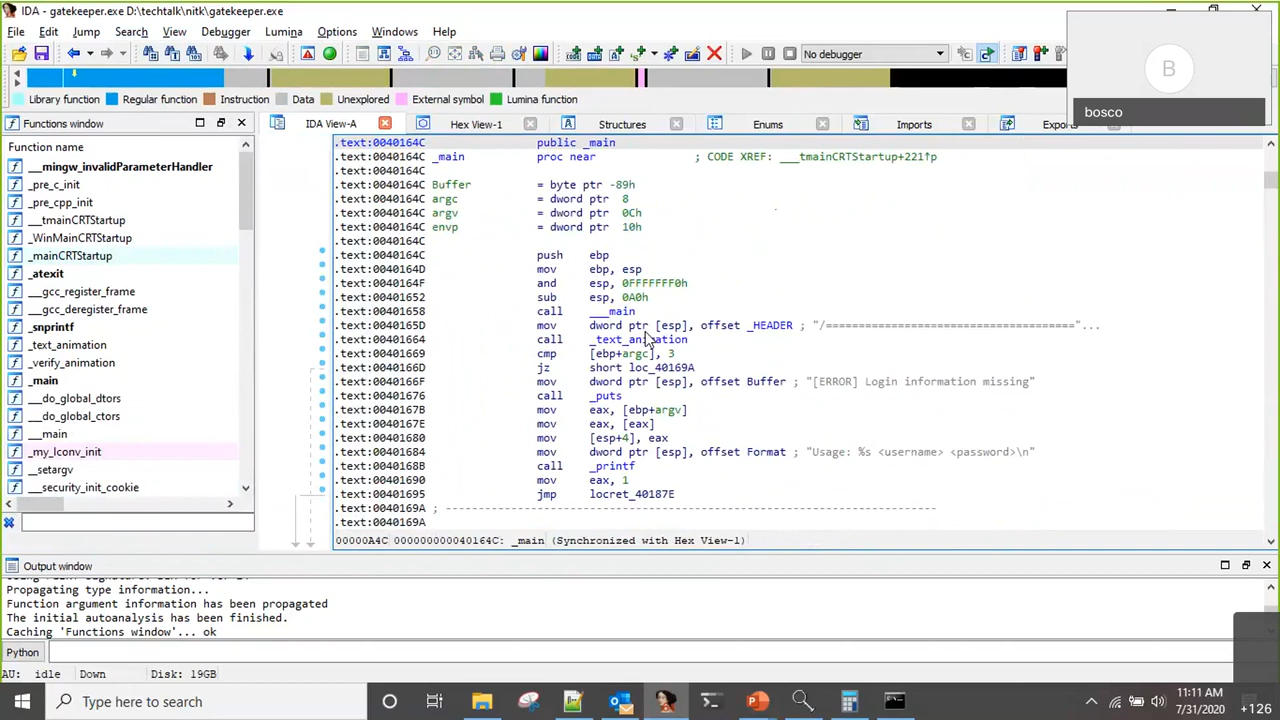 IDA - gatekeeper.exe D:\techtalk\nitk\gatekeeper.exe
File Edit Jump Search View Debugger Lumina Options Windows Help
No debugger
Library function Regular function Instruction Data Unexplored External symbol Lumina function
B
bosco
Functions window
IDA View-A Hex View-1 Structures Enums Imports Exports
Function name
__mingw_invalidParameterHandler
_pre_c_init
_pre_cpp_init
___tmainCRTStartup
_WinMainCRTStartup
_mainCRTStartup
_atexit
___gcc_register_frame
___gcc_deregister_frame
_snprintf
_text_animation
_verify_animation
_main
___do_global_dtors
___do_global_ctors
___main
_my_lconv_init
__setargv
___security_init_cookie
.text:0040164C public _main
.text:0040164C _main proc near ; CODE XREF: ___tmainCRTStartup+221↑p
.text:0040164C
.text:0040164C Buffer = byte ptr -89h
.text:0040164C argc = dword ptr 8
.text:0040164C argv = dword ptr 0Ch
.text:0040164C envp = dword ptr 10h
.text:0040164C
.text:0040164C push ebp
.text:0040164D mov ebp, esp
.text:0040164F and esp, 0FFFFFFF0h
.text:00401652 sub esp, 0A0h
.text:00401658 call ___main
.text:0040165D mov dword ptr [esp], offset _HEADER ; "/====================================="...
.text:00401664 call _text_animation
.text:00401669 cmp [ebp+argc], 3
.text:0040166D jz short loc_40169A
.text:0040166F mov dword ptr [esp], offset Buffer ; "[ERROR] Login information missing"
.text:00401676 call _puts
.text:0040167B mov eax, [ebp+argv]
.text:0040167E mov eax, [eax]
.text:00401680 mov [esp+4], eax
.text:00401684 mov dword ptr [esp], offset Format ; "Usage: %s <username> <password>\n"
.text:0040168B call _printf
.text:00401690 mov eax, 1
.text:00401695 jmp locret_40187E
.text:0040169A ; ---------------------------------------------------------------------
.text:0040169A
00000A4C 000000000040164C: _main (Synchronized with Hex View-1)
Output window
Propagating type information...
Function argument information has been propagated
The initial autoanalysis has been finished.
Caching 'Functions window'... ok
Python
AU: idle Down Disk: 19GB
Type here to search
11:11 AM
7/31/2020
+126